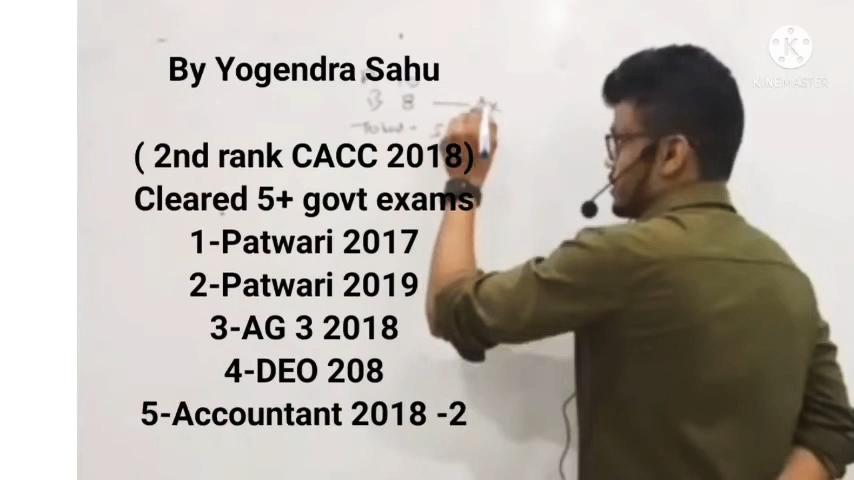 By Yogendra Sahu
( 2nd rank CACC 2018)
Cleared 5+ govt exams
1-Patwari 2017
2-Patwari 2019
3-AG 3 2018
4-DEO 208
5-Accountant 2018 -2
K
KINEMASTER
8